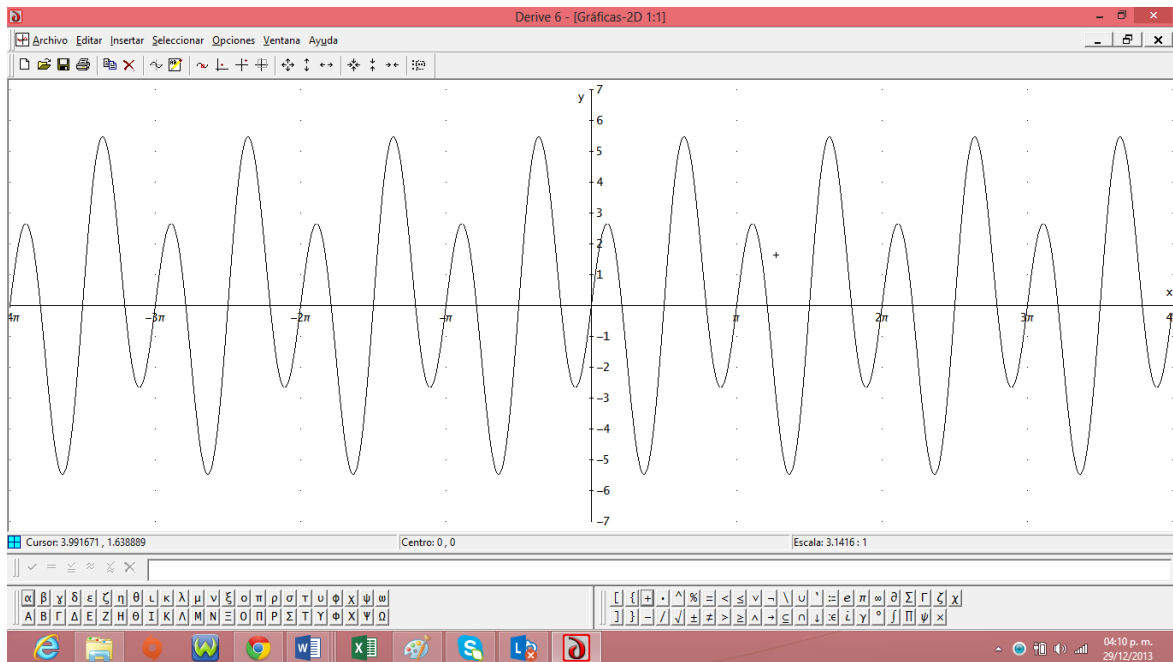 Derive 6 - [Gráficas-2D 1:1]
Archivo Editar Insertar Seleccionar Opciones Ventana Ayuda
y
7
6
5
4
3
2
1
x
4π
-3π
-2π
-π
π
2π
3π
4
-1
-2
-3
-4
-5
-6
-7
Cursor: 3.991671 , 1.638889
Centro: 0 , 0
Escala: 3.1416 : 1
α β γ δ ε ζ η θ ι κ λ μ ν ξ ο π ρ σ τ υ φ χ ψ ω
Α Β Γ Δ Ε Ζ Η Θ Ι Κ Λ Μ Ν Ξ Ο Π Ρ Σ Τ Υ Φ Χ Ψ Ω
[ { + · ^ % = < ≤ ∨ ¬ \ ∪ ‛ := e π ∞ ∂ Σ Γ ζ χ
] } - / √ ± ≠ > ≥ ∧ → ⊆ ∩ ↓ :∈ i γ ° ∫ Π ψ ×
04:10 p. m.
29/12/2013